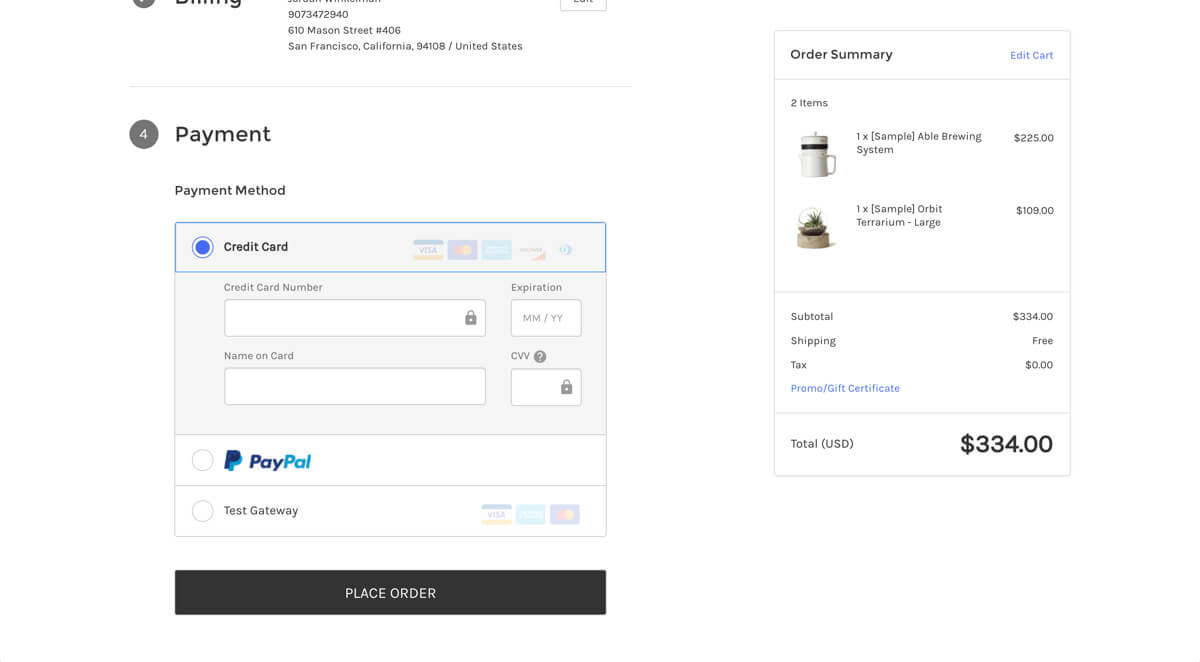 Billing
Jordan Winkelman
Edit
9073472940
610 Mason Street #406
San Francisco, California, 94108 / United States
4
Payment
Payment Method
Credit Card
VISA
Credit Card Number
Expiration
MM / YY
Name on Card
CVV ?
PayPal
Test Gateway
VISA
PLACE ORDER
Order Summary
Edit Cart
2 Items
1 x [Sample] Able Brewing
System
$225.00
1 x [Sample] Orbit
Terrarium - Large
$109.00
Subtotal
$334.00
Shipping
Free
Tax
$0.00
Promo/Gift Certificate
Total (USD)
$334.00